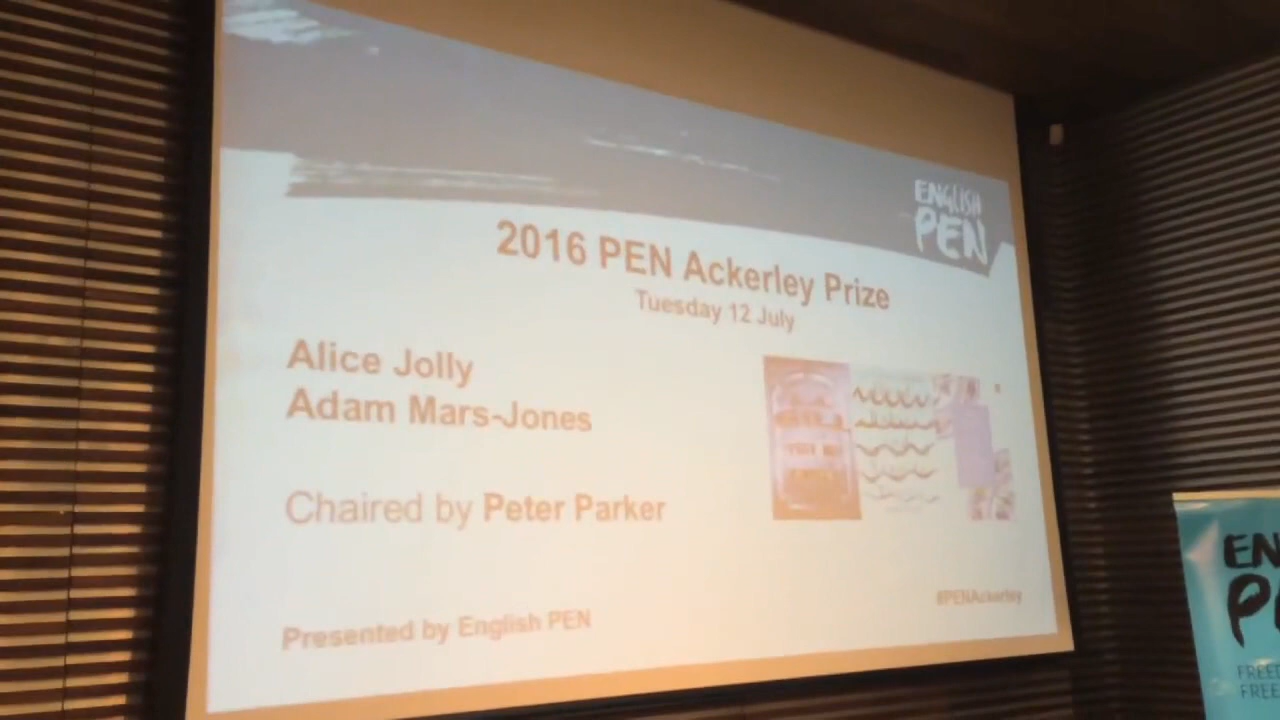 ENGLISH
PEN
2016 PEN Ackerley Prize
Tuesday 12 July
Alice Jolly
Adam Mars-Jones
Chaired by Peter Parker
#PENAckerley
Presented by English PEN
EN
P
FREE
FREE